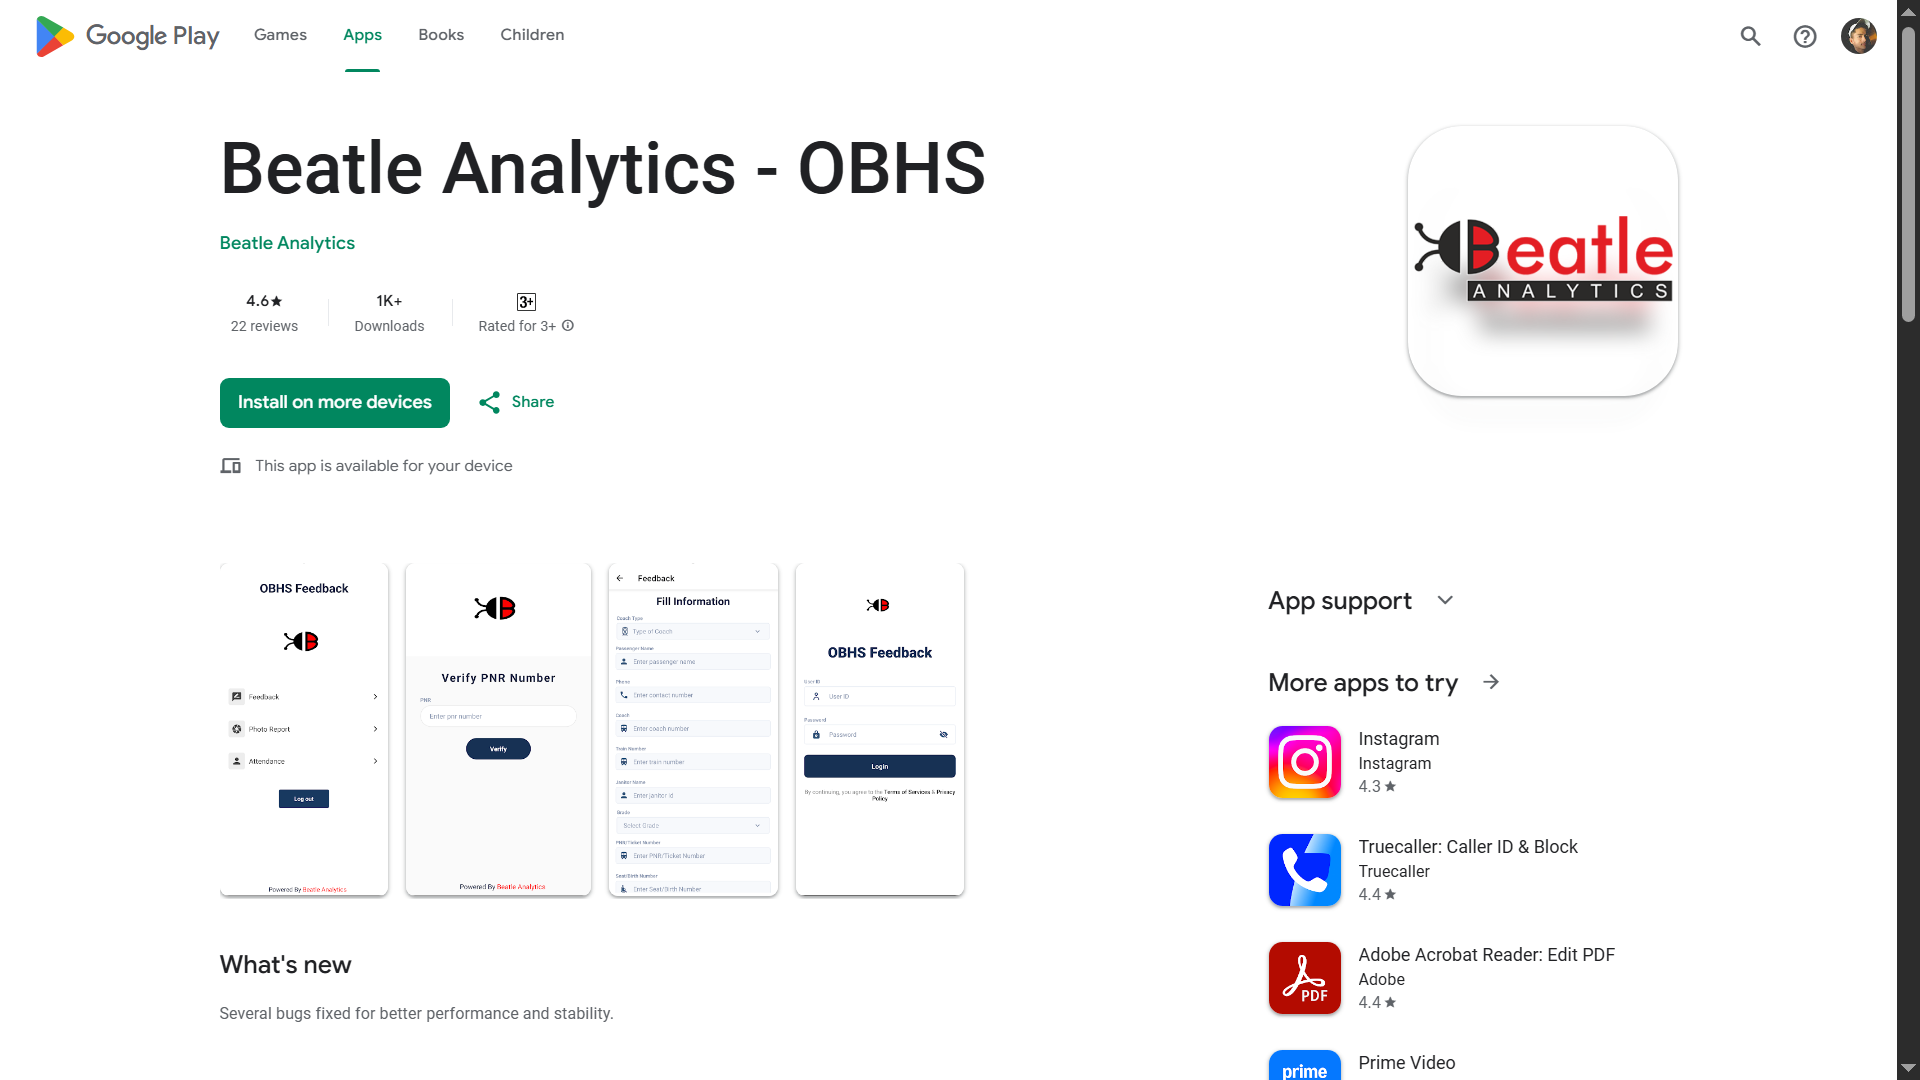 Google Play
Games
Apps
Books
Children
Beatle Analytics - OBHS
Beatle Analytics
4.6★
22 reviews
1K+
Downloads
3+
Rated for 3+
Install on more devices
Share
This app is available for your device
Beatle
ANALYTICS
OBHS Feedback
Feedback
Photo Report
Attendance
Log out
Powered By Beatle Analytics
Verify PNR Number
PNR
Enter pnr number
Verify
Powered By Beatle Analytics
Feedback
Fill Information
Coach Type
Type of Coach
Passenger Name
Enter passenger name
Phone
Enter contact number
Coach
Enter coach number
Train Number
Enter train number
Janitor Name
Enter janitor id
Grade
Select Grade
PNR/Ticket Number
Enter PNR/Ticket Number
Seat/Birth Number
Enter Seat/Birth Number
OBHS Feedback
User ID
User ID
Password
Password
Login
By continuing, you agree to the Terms of Services & Privacy
Policy
What's new
Several bugs fixed for better performance and stability.
App support
More apps to try
Instagram
Instagram
4.3★
Truecaller: Caller ID & Block
Truecaller
4.4★
PDF
Adobe Acrobat Reader: Edit PDF
Adobe
4.4★
prime
Prime Video